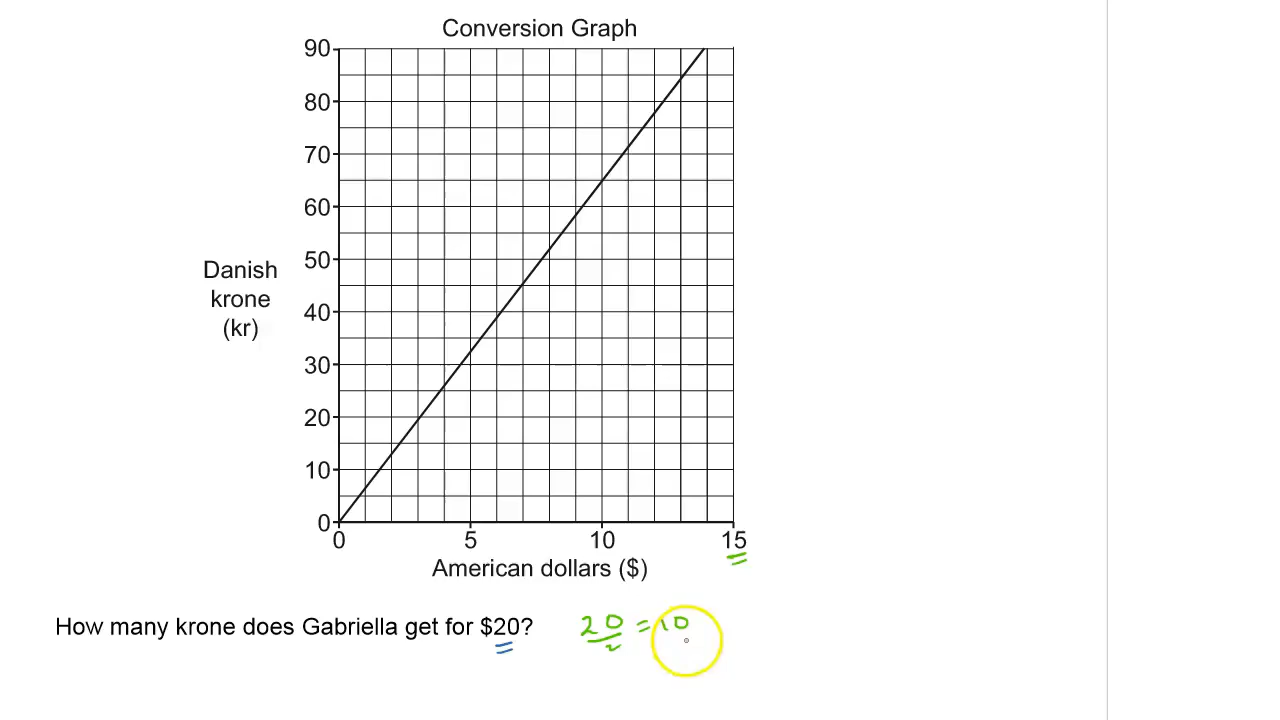 Conversion Graph
90
80
70
60
50
40
30
20
10
0
Danish
krone
(kr)
0 5 10 15
American dollars ($)
How many krone does Gabriella get for $20?
20/2 = 10